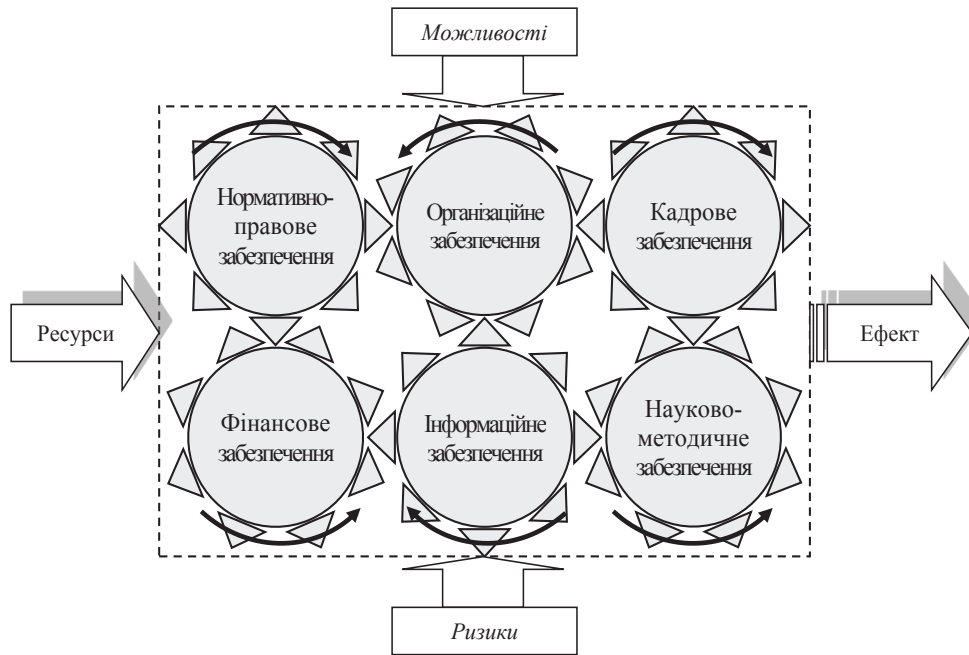 Можливості
Нормативно-
правове
забезпечення
Організаційне
забезпечення
Кадрове
забезпечення
Ресурси
Ефект
Фінансове
забезпечення
Інформаційне
забезпечення
Науково-
методичне
забезпечення
Ризики